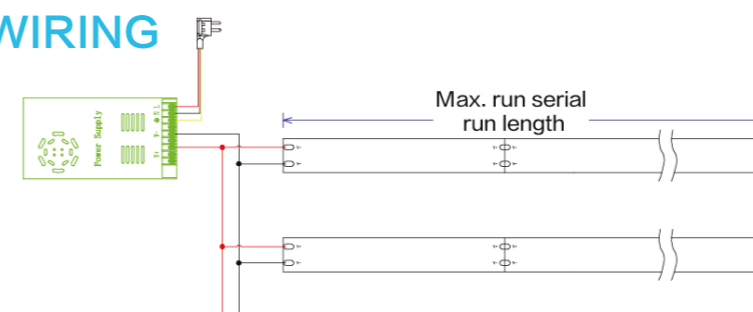 WIRING
Max. run serial
run length
Power Supply
L
N
V-
V+